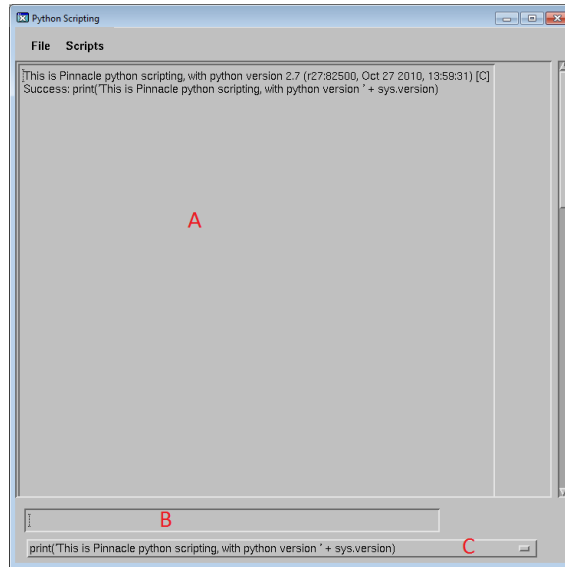 Python Scripting
File Scripts
This is Pinnacle python scripting, with python version 2.7 (r27:82500, Oct 27 2010, 13:59:31) [C]
Success: print('This is Pinnacle python scripting, with python version ' + sys.version)
A
B
print('This is Pinnacle python scripting, with python version ' + sys.version) C